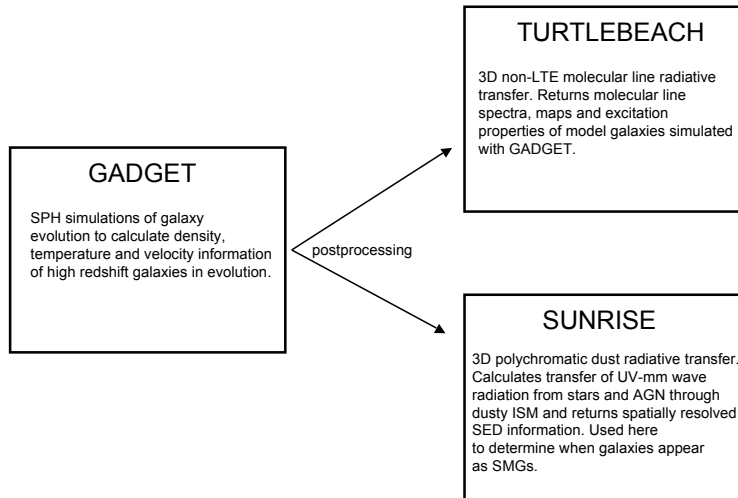 GADGET
SPH simulations of galaxy
evolution to calculate density,
temperature and velocity information
of high redshift galaxies in evolution.
postprocessing
TURTLEBEACH
3D non-LTE molecular line radiative
transfer. Returns molecular line
spectra, maps and excitation
properties of model galaxies simulated
with GADGET.
SUNRISE
3D polychromatic dust radiative transfer.
Calculates transfer of UV-mm wave
radiation from stars and AGN through
dusty ISM and returns spatially resolved
SED information. Used here
to determine when galaxies appear
as SMGs.